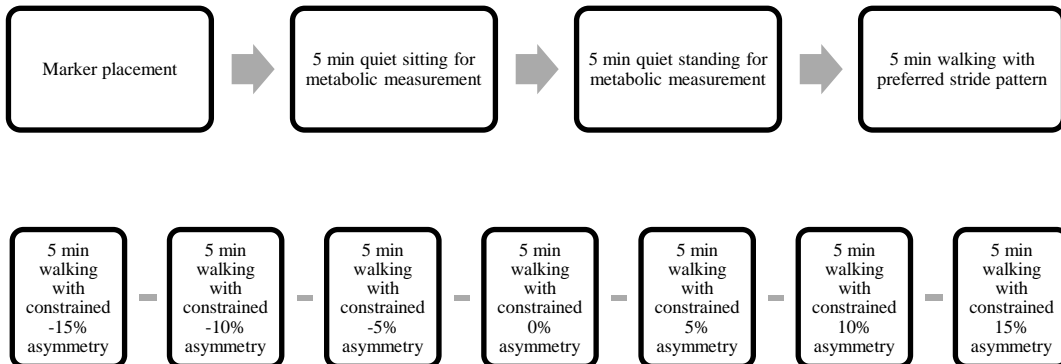 Marker placement
5 min quiet sitting for
metabolic measurement
5 min quiet standing for
metabolic measurement
5 min walking with
preferred stride pattern
5 min
walking
with
constrained
-15%
asymmetry
5 min
walking
with
constrained
-10%
asymmetry
5 min
walking
with
constrained
-5%
asymmetry
5 min
walking
with
constrained
0%
asymmetry
5 min
walking
with
constrained
5%
asymmetry
5 min
walking
with
constrained
10%
asymmetry
5 min
walking
with
constrained
15%
asymmetry